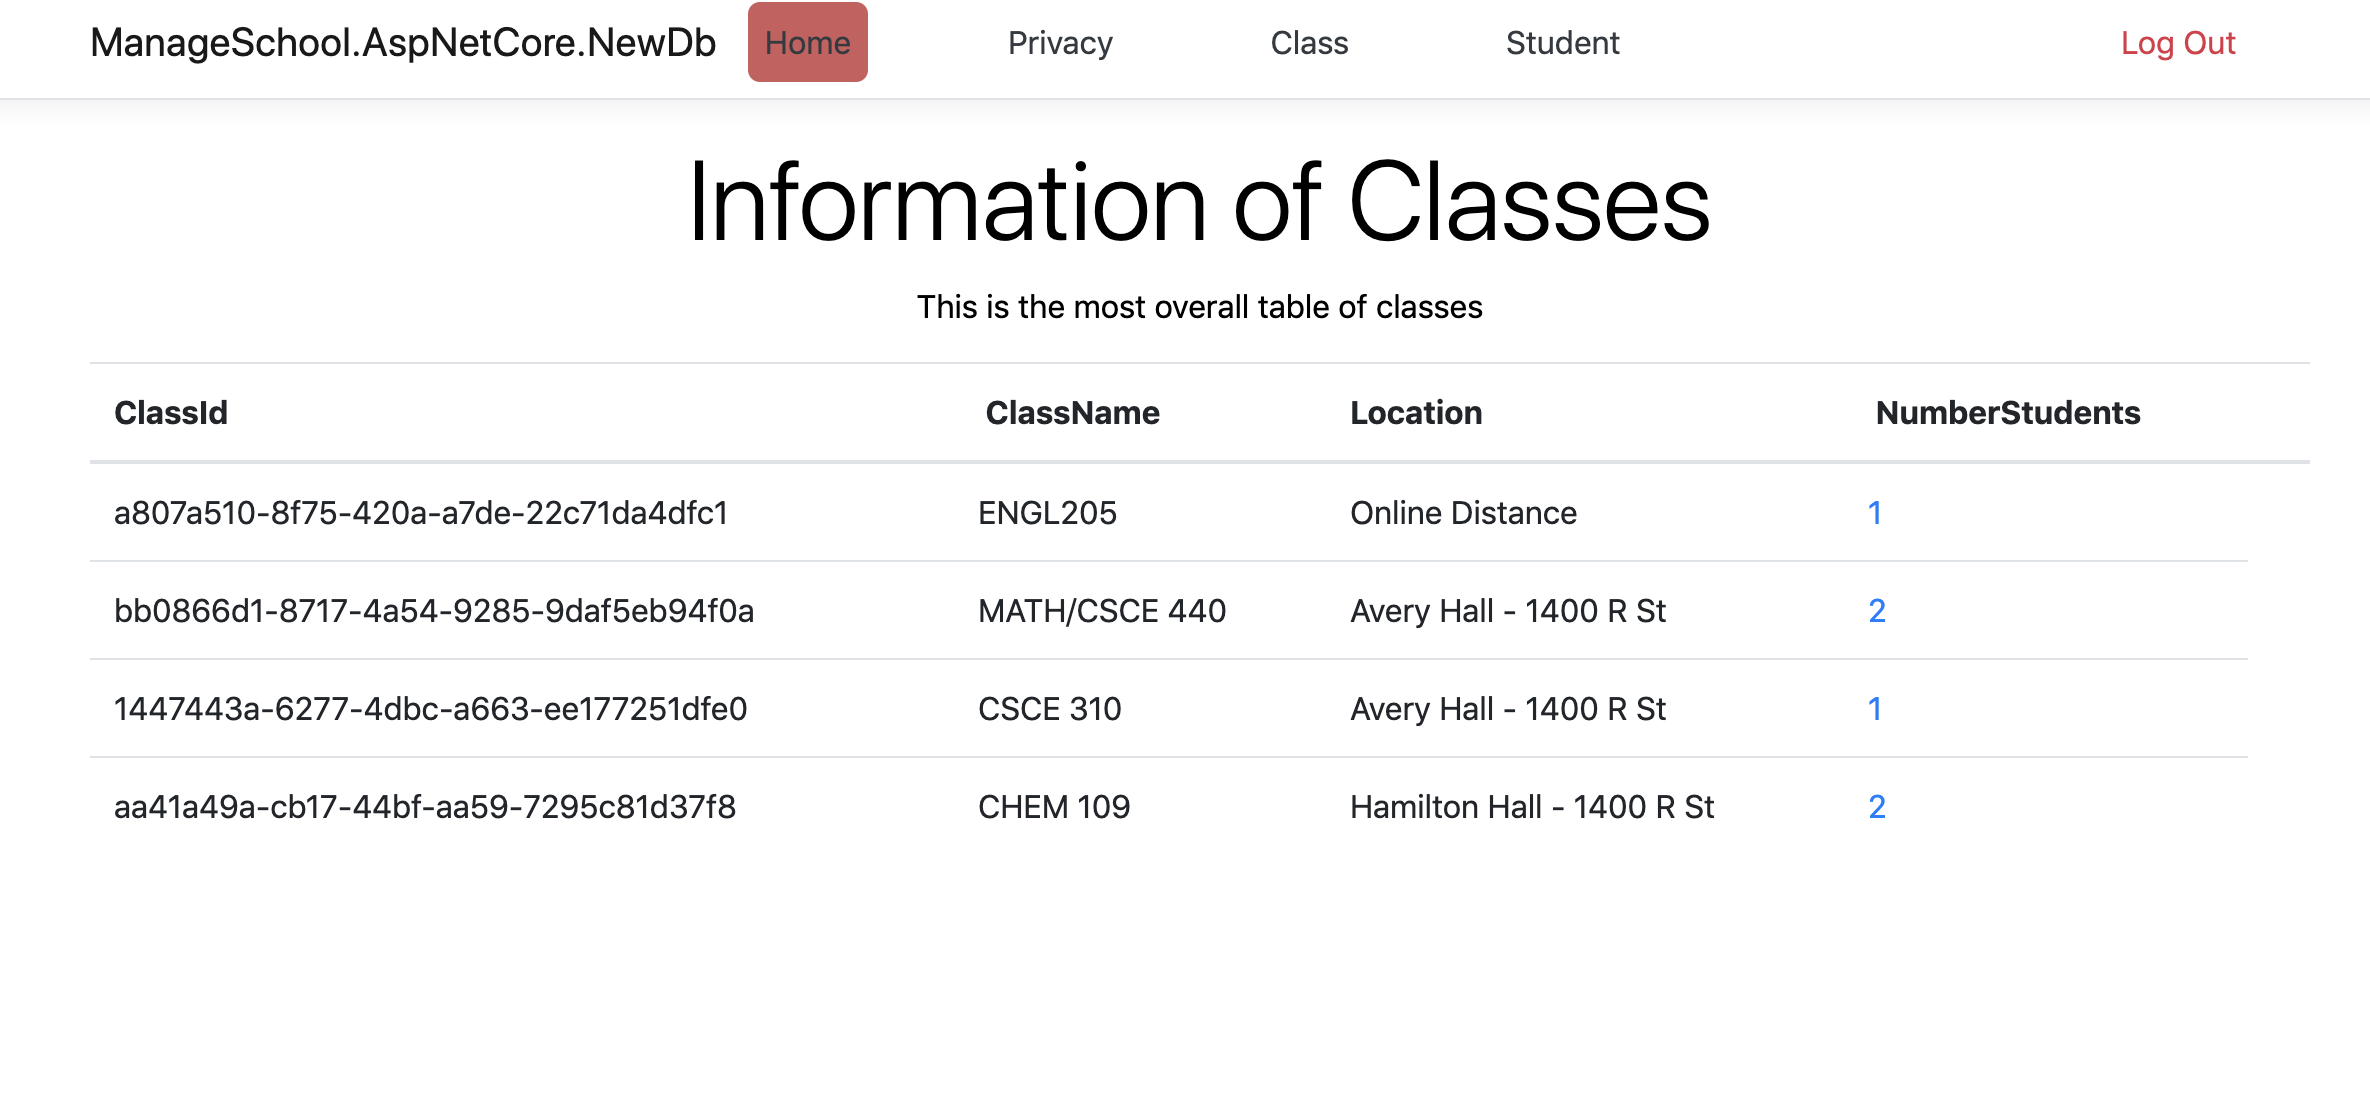 ManageSchool.AspNetCore.NewDb Home Privacy Class Student Log Out
Information of Classes
This is the most overall table of classes
ClassId ClassName Location NumberStudents
a807a510-8f75-420a-a7de-22c71da4dfc1 ENGL205 Online Distance 1
bb0866d1-8717-4a54-9285-9daf5eb94f0a MATH/CSCE 440 Avery Hall - 1400 R St 2
1447443a-6277-4dbc-a663-ee177251dfe0 CSCE 310 Avery Hall - 1400 R St 1
aa41a49a-cb17-44bf-aa59-7295c81d37f8 CHEM 109 Hamilton Hall - 1400 R St 2